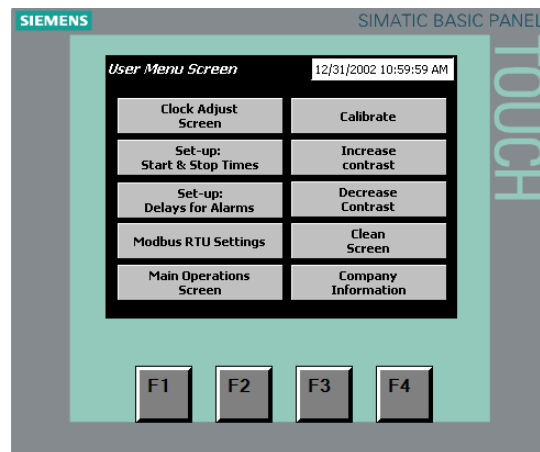 SIEMENS
SIMATIC BASIC PANEL
TOUCH
User Menu Screen
12/31/2002 10:59:59 AM
Clock Adjust
Screen
Calibrate
Set-up:
Start & Stop Times
Increase
contrast
Set-up:
Delays for Alarms
Decrease
Contrast
Modbus RTU Settings
Clean
Screen
Main Operations
Screen
Company
Information
F1
F2
F3
F4